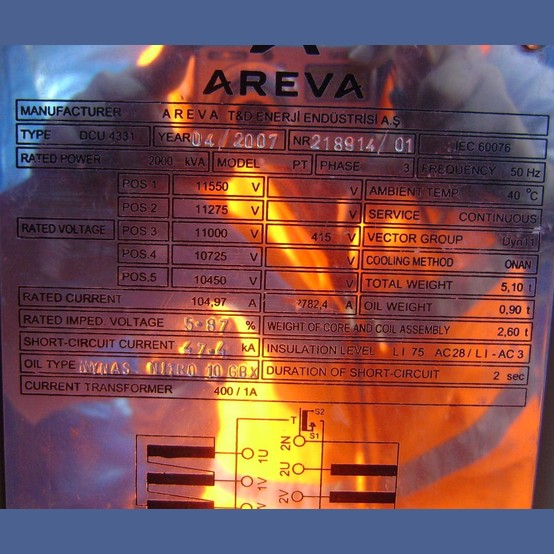 AREVA
MANUFACTURER AREVA T&D ENERJİ ENDÜSTRİSİ A.Ş
TYPE DCU 4331 YEAR 04/2007 NR 218914/01 IEC 60076
RATED POWER 2000 kVA MODEL PT PHASE 3 FREQUENCY 50 Hz
POS 1 11550 V V AMBIENT TEMP 40 °C
POS 2 11275 V V SERVICE CONTINUOUS
RATED VOLTAGE POS 3 11000 V 415 V VECTOR GROUP Dyn11
POS.4 10725 V V COOLING METHOD ONAN
POS.5 10450 V V TOTAL WEIGHT 5,10 t
RATED CURRENT 104,97 A 2782,4 A OIL WEIGHT 0,90 t
RATED IMPED. VOLTAGE 5.87 % WEIGHT OF CORE AND COIL ASSEMBLY 2,60 t
SHORT-CIRCUIT CURRENT 47.4 kA INSULATION LEVEL LI 75 AC28 / LI - AC 3
OIL TYPE NYNAS NITRO 10 GBX DURATION OF SHORT-CIRCUIT 2 sec
CURRENT TRANSFORMER 400 / 1A
T S2
S1
2N
1U 2U
1V 2V